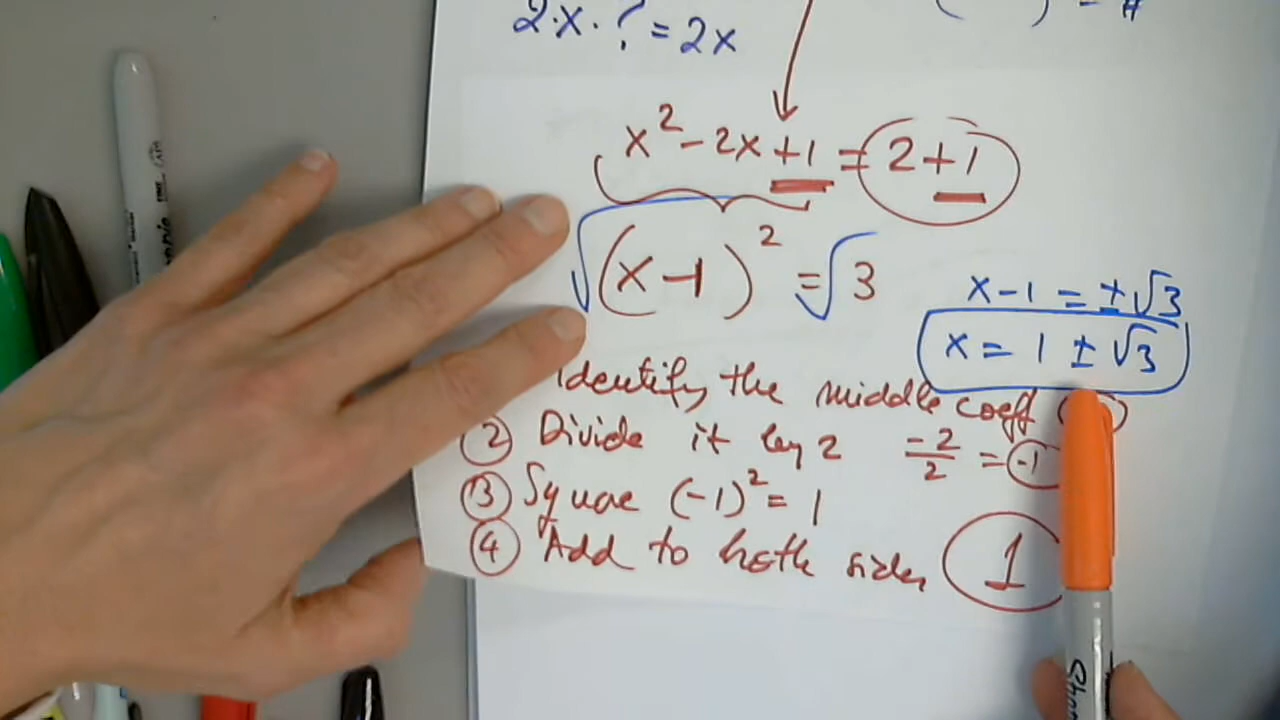 2·x·? = 2x
( ) = #
x² - 2x + 1 = 2 + 1
√(x - 1)² = √3
x - 1 = ± √3
x = 1 ± √3
Identify the middle coeff
② Divide it by 2 -2/2 = -1
③ Square (-1)² = 1
④ Add to both sides 1